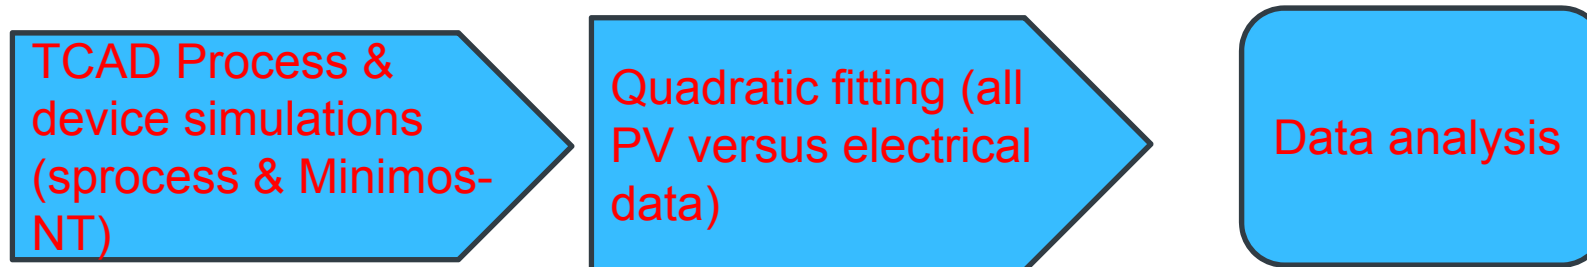 TCAD Process &
device simulations
(sprocess & Minimos-
NT)
Quadratic fitting (all
PV versus electrical
data)
Data analysis